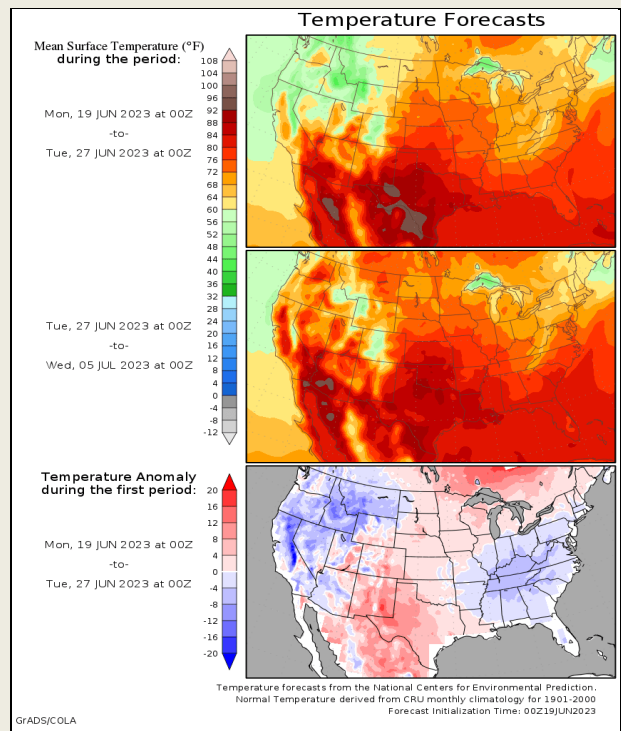 Temperature Forecasts
Mean Surface Temperature (°F)
during the period:
108
104
100
96
92
88
84
80
76
72
68
64
60
56
52
48
44
40
36
32
28
24
20
16
12
8
4
0
-4
-8
-12
Mon, 19 JUN 2023 at 00Z
-to-
Tue, 27 JUN 2023 at 00Z
Tue, 27 JUN 2023 at 00Z
-to-
Wed, 05 JUL 2023 at 00Z
Temperature Anomaly
during the first period:
20
16
12
8
4
0
-4
-8
-12
-16
-20
Mon, 19 JUN 2023 at 00Z
-to-
Tue, 27 JUN 2023 at 00Z
Temperature forecasts from the National Centers for Environmental Prediction.
Normal Temperature derived from CRU monthly climatology for 1901-2000
Forecast Initialization Time: 00Z19JUN2023
GrADS/COLA